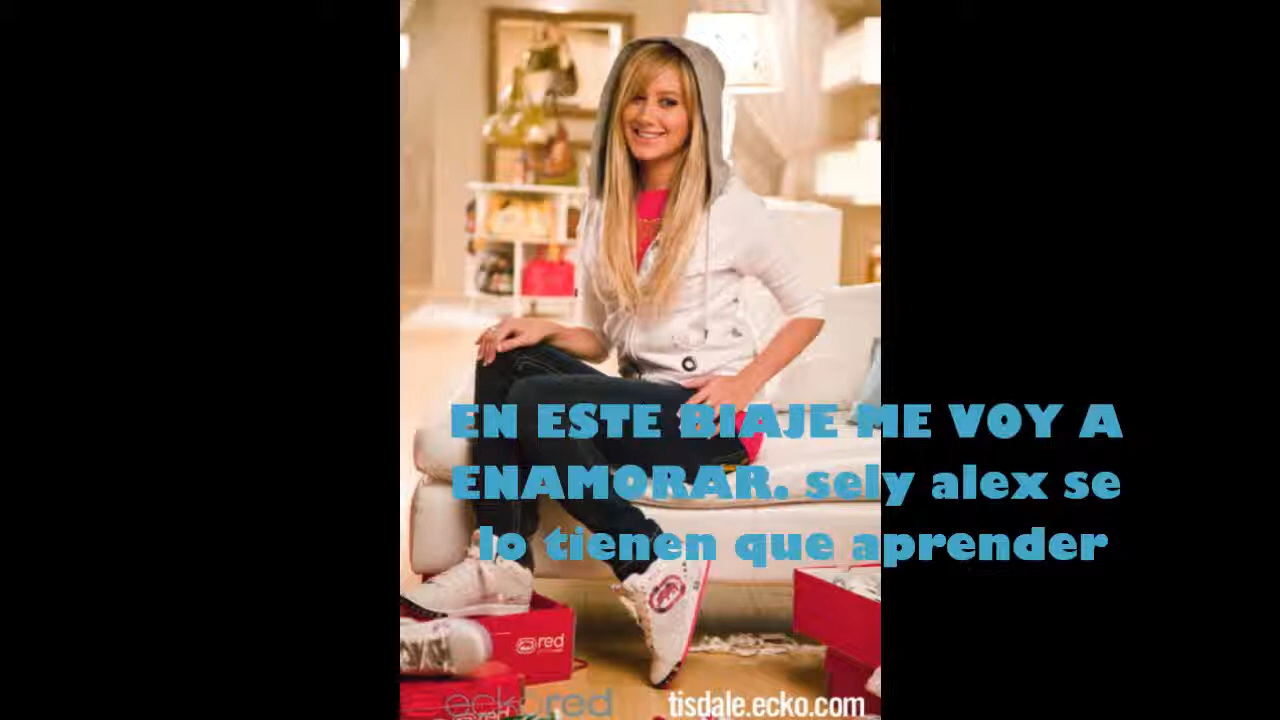 EN ESTE BIAJE ME VOY A
ENAMORAR. sely alex se
lo tienen que aprender
red
eckored tisdale.ecko.com